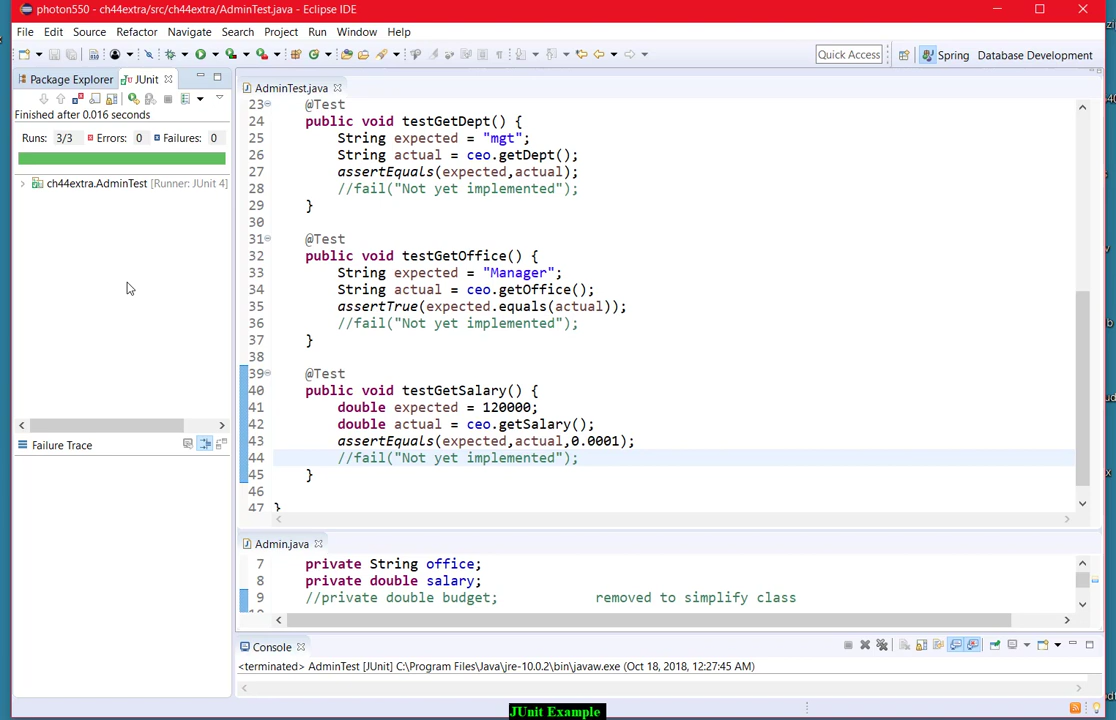 photon550 - ch44extra/src/ch44extra/AdminTest.java - Eclipse IDE
File Edit Source Refactor Navigate Search Project Run Window Help
Quick Access Spring Database Development
Package Explorer JUnit
Finished after 0.016 seconds
Runs: 3/3 Errors: 0 Failures: 0
ch44extra.AdminTest [Runner: JUnit 4]
Failure Trace
AdminTest.java
23 @Test
24 public void testGetDept() {
25 String expected = "mgt";
26 String actual = ceo.getDept();
27 assertEquals(expected,actual);
28 //fail("Not yet implemented");
29 }
30
31 @Test
32 public void testGetOffice() {
33 String expected = "Manager";
34 String actual = ceo.getOffice();
35 assertTrue(expected.equals(actual));
36 //fail("Not yet implemented");
37 }
38
39 @Test
40 public void testGetSalary() {
41 double expected = 120000;
42 double actual = ceo.getSalary();
43 assertEquals(expected,actual,0.0001);
44 //fail("Not yet implemented");
45 }
46
47 }
Admin.java
7 private String office;
8 private double salary;
9 //private double budget; removed to simplify class
Console
<terminated> AdminTest [JUnit] C:\Program Files\Java\jre-10.0.2\bin\javaw.exe (Oct 18, 2018, 12:27:45 AM)
JUnit Example